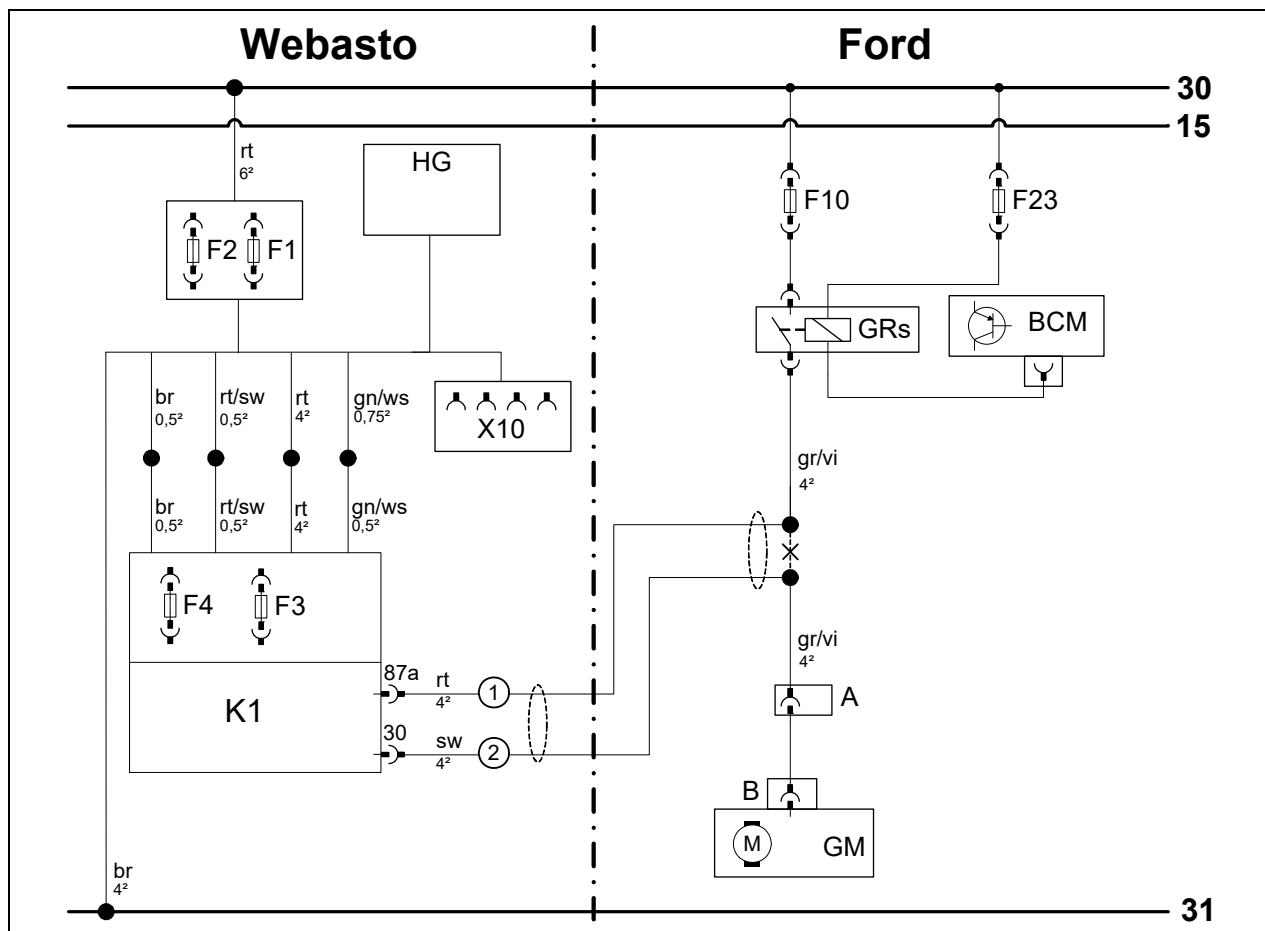 Webasto
Ford
30
15
rt
6²
HG
F2
F1
F10
F23
GRs
BCM
br
0,5²
rt/sw
0,5²
rt
4²
gn/ws
0,75²
X10
gr/vi
4²
br
0,5²
rt/sw
0,5²
rt
4²
gn/ws
0,5²
F4
F3
gr/vi
4²
87a
rt
4²
1
A
K1
30
sw
4²
2
B
M
GM
br
4²
31